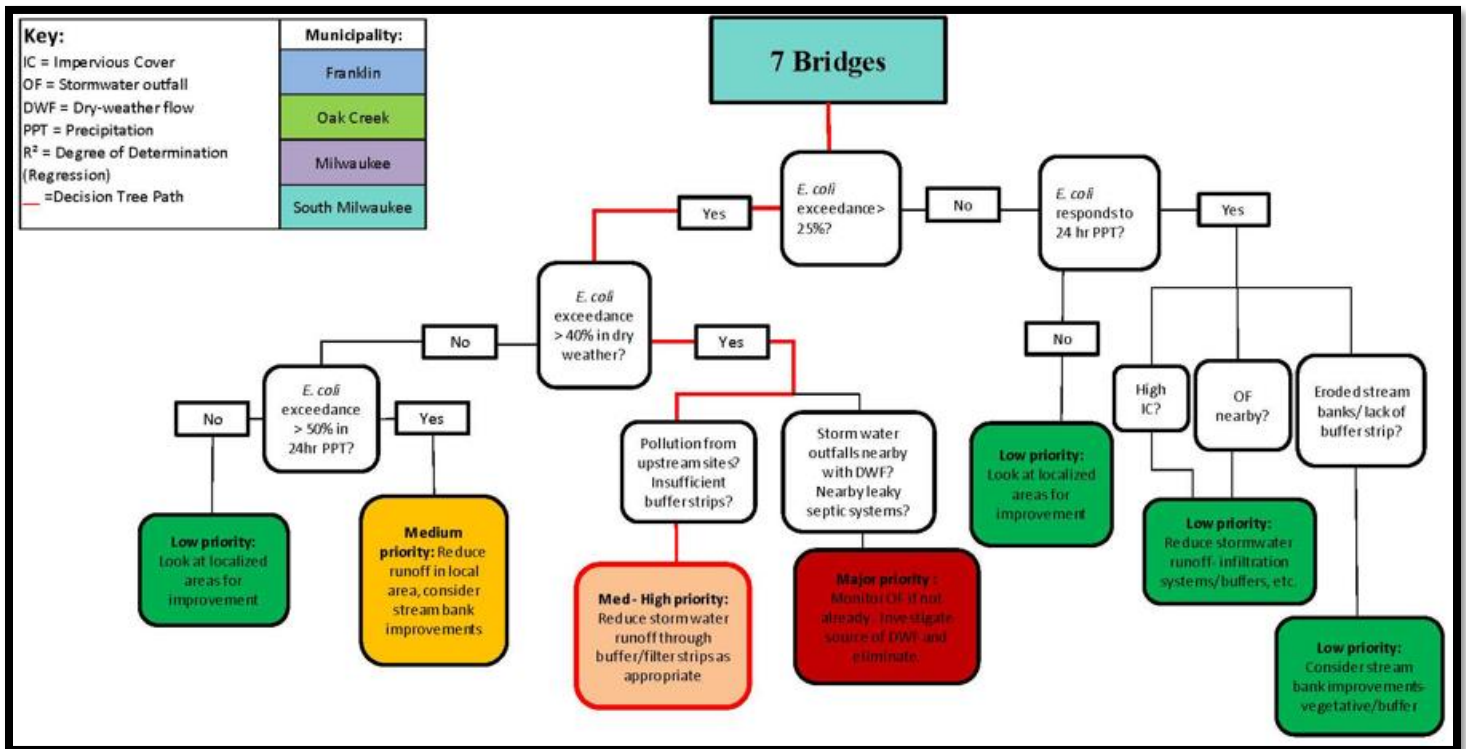 Key:
IC = Impervious Cover
OF = Stormwater outfall
DWF = Dry-weather flow
PPT = Precipitation
R² = Degree of Determination
(Regression)
__ =Decision Tree Path
Municipality:
Franklin
Oak Creek
Milwaukee
South Milwaukee
7 Bridges
E. coli
exceedance>
25%?
Yes
No
E. coli
responds to
24 hr PPT?
Yes
No
E. coli
exceedance
> 40% in dry
weather?
No
Yes
E. coli
exceedance
> 50% in
24hr PPT?
No
Yes
Pollution from
upstream sites?
Insufficient
buffer strips?
Storm water
outfalls nearby
with DWF?
Nearby leaky
septic systems?
High
IC?
OF
nearby?
Eroded stream
banks/ lack of
buffer strip?
Low priority:
Look at localized
areas for
improvement
Medium
priority: Reduce
runoff in local
area, consider
stream bank
improvements
Med - High priority:
Reduce storm water
runoff through
buffer/filter strips as
appropriate
Major priority :
Monitor OF if not
already - Investigate
source of DWF and
eliminate.
Low priority:
Look at localized
areas for
improvement
Low priority:
Reduce stormwater
runoff- infiltration
systems/buffers, etc.
Low priority:
Consider stream
bank improvements-
vegetative/buffer